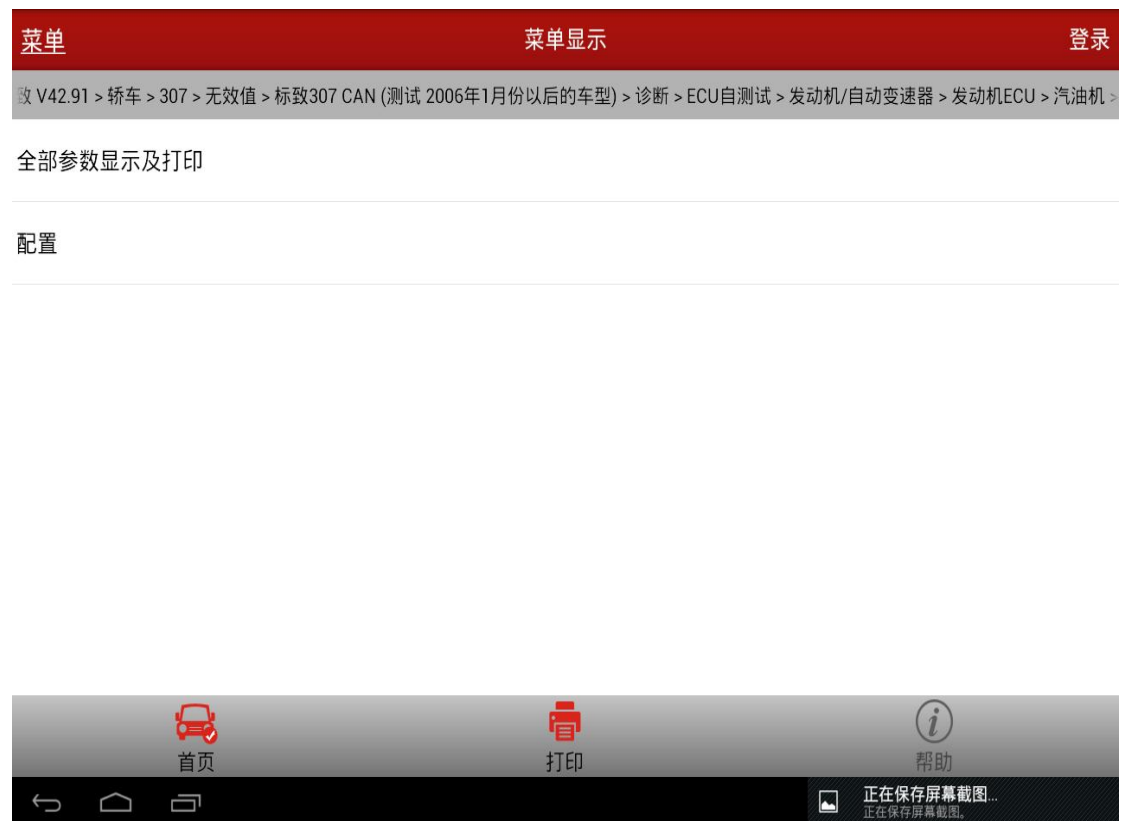 菜单 菜单显示 登录
致 V42.91 > 轿车 > 307 > 无效值 > 标致307 CAN (测试 2006年1月份以后的车型) > 诊断 > ECU自测试 > 发动机/自动变速器 > 发动机ECU > 汽油机 >
全部参数显示及打印
配置
首页 打印 帮助
正在保存屏幕截图...
正在保存屏幕截图。